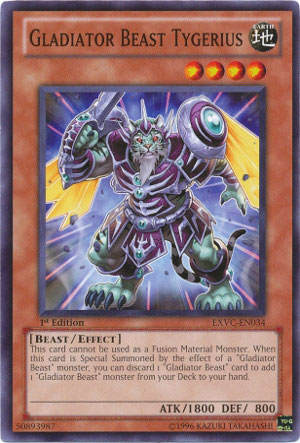 GLADIATOR BEAST TYGERIUS
EARTH
地
1st Edition
EXVC-EN034
[BEAST / EFFECT]
This card cannot be used as a Fusion Material Monster. When this card is Special Summoned by the effect of a "Gladiator Beast" monster, you can discard 1 "Gladiator Beast" card to add 1 "Gladiator Beast" monster from your Deck to your hand.
ATK/1800 DEF/ 800
50893987
©1996 KAZUKI TAKAHASHI